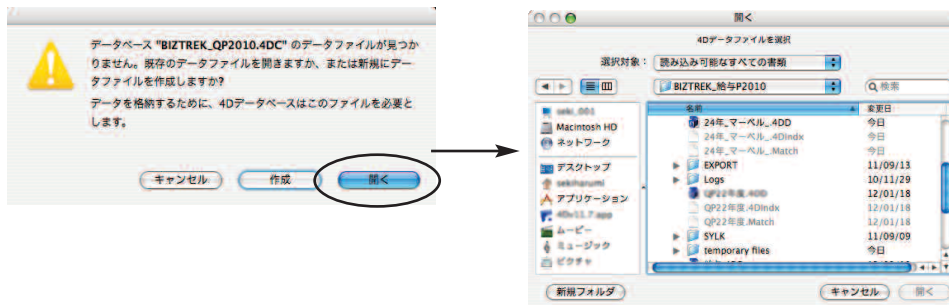 データベース "BIZTREK_QP2010.4DC" のデータファイルが見つか
りません。既存のデータファイルを開きますか、または新規にデー
タファイルを作成しますか?
データを格納するために、4Dデータベースはこのファイルを必要と
します。
キャンセル 作成 開く
開く
4Dデータファイルを選択
選択対象： 読み込み可能なすべての書類
BIZTREK_給与P2010
検索
名前 変更日
Macintosh HD
ネットワーク
デスクトップ
アプリケーション
ムービー
ミュージック
ピクチャ
24年_マーベル_.4DD 今日
24年_マーベル_.4DIndx 今日
24年_マーベル_.Match 今日
EXPORT 11/09/13
Logs 10/11/29
QP22年度.4DD 12/01/18
QP22年度.4DIndx 12/01/18
QP22年度.Match 12/01/18
SYLK 11/09/09
temporary files 今日
新規フォルダ キャンセル 開く